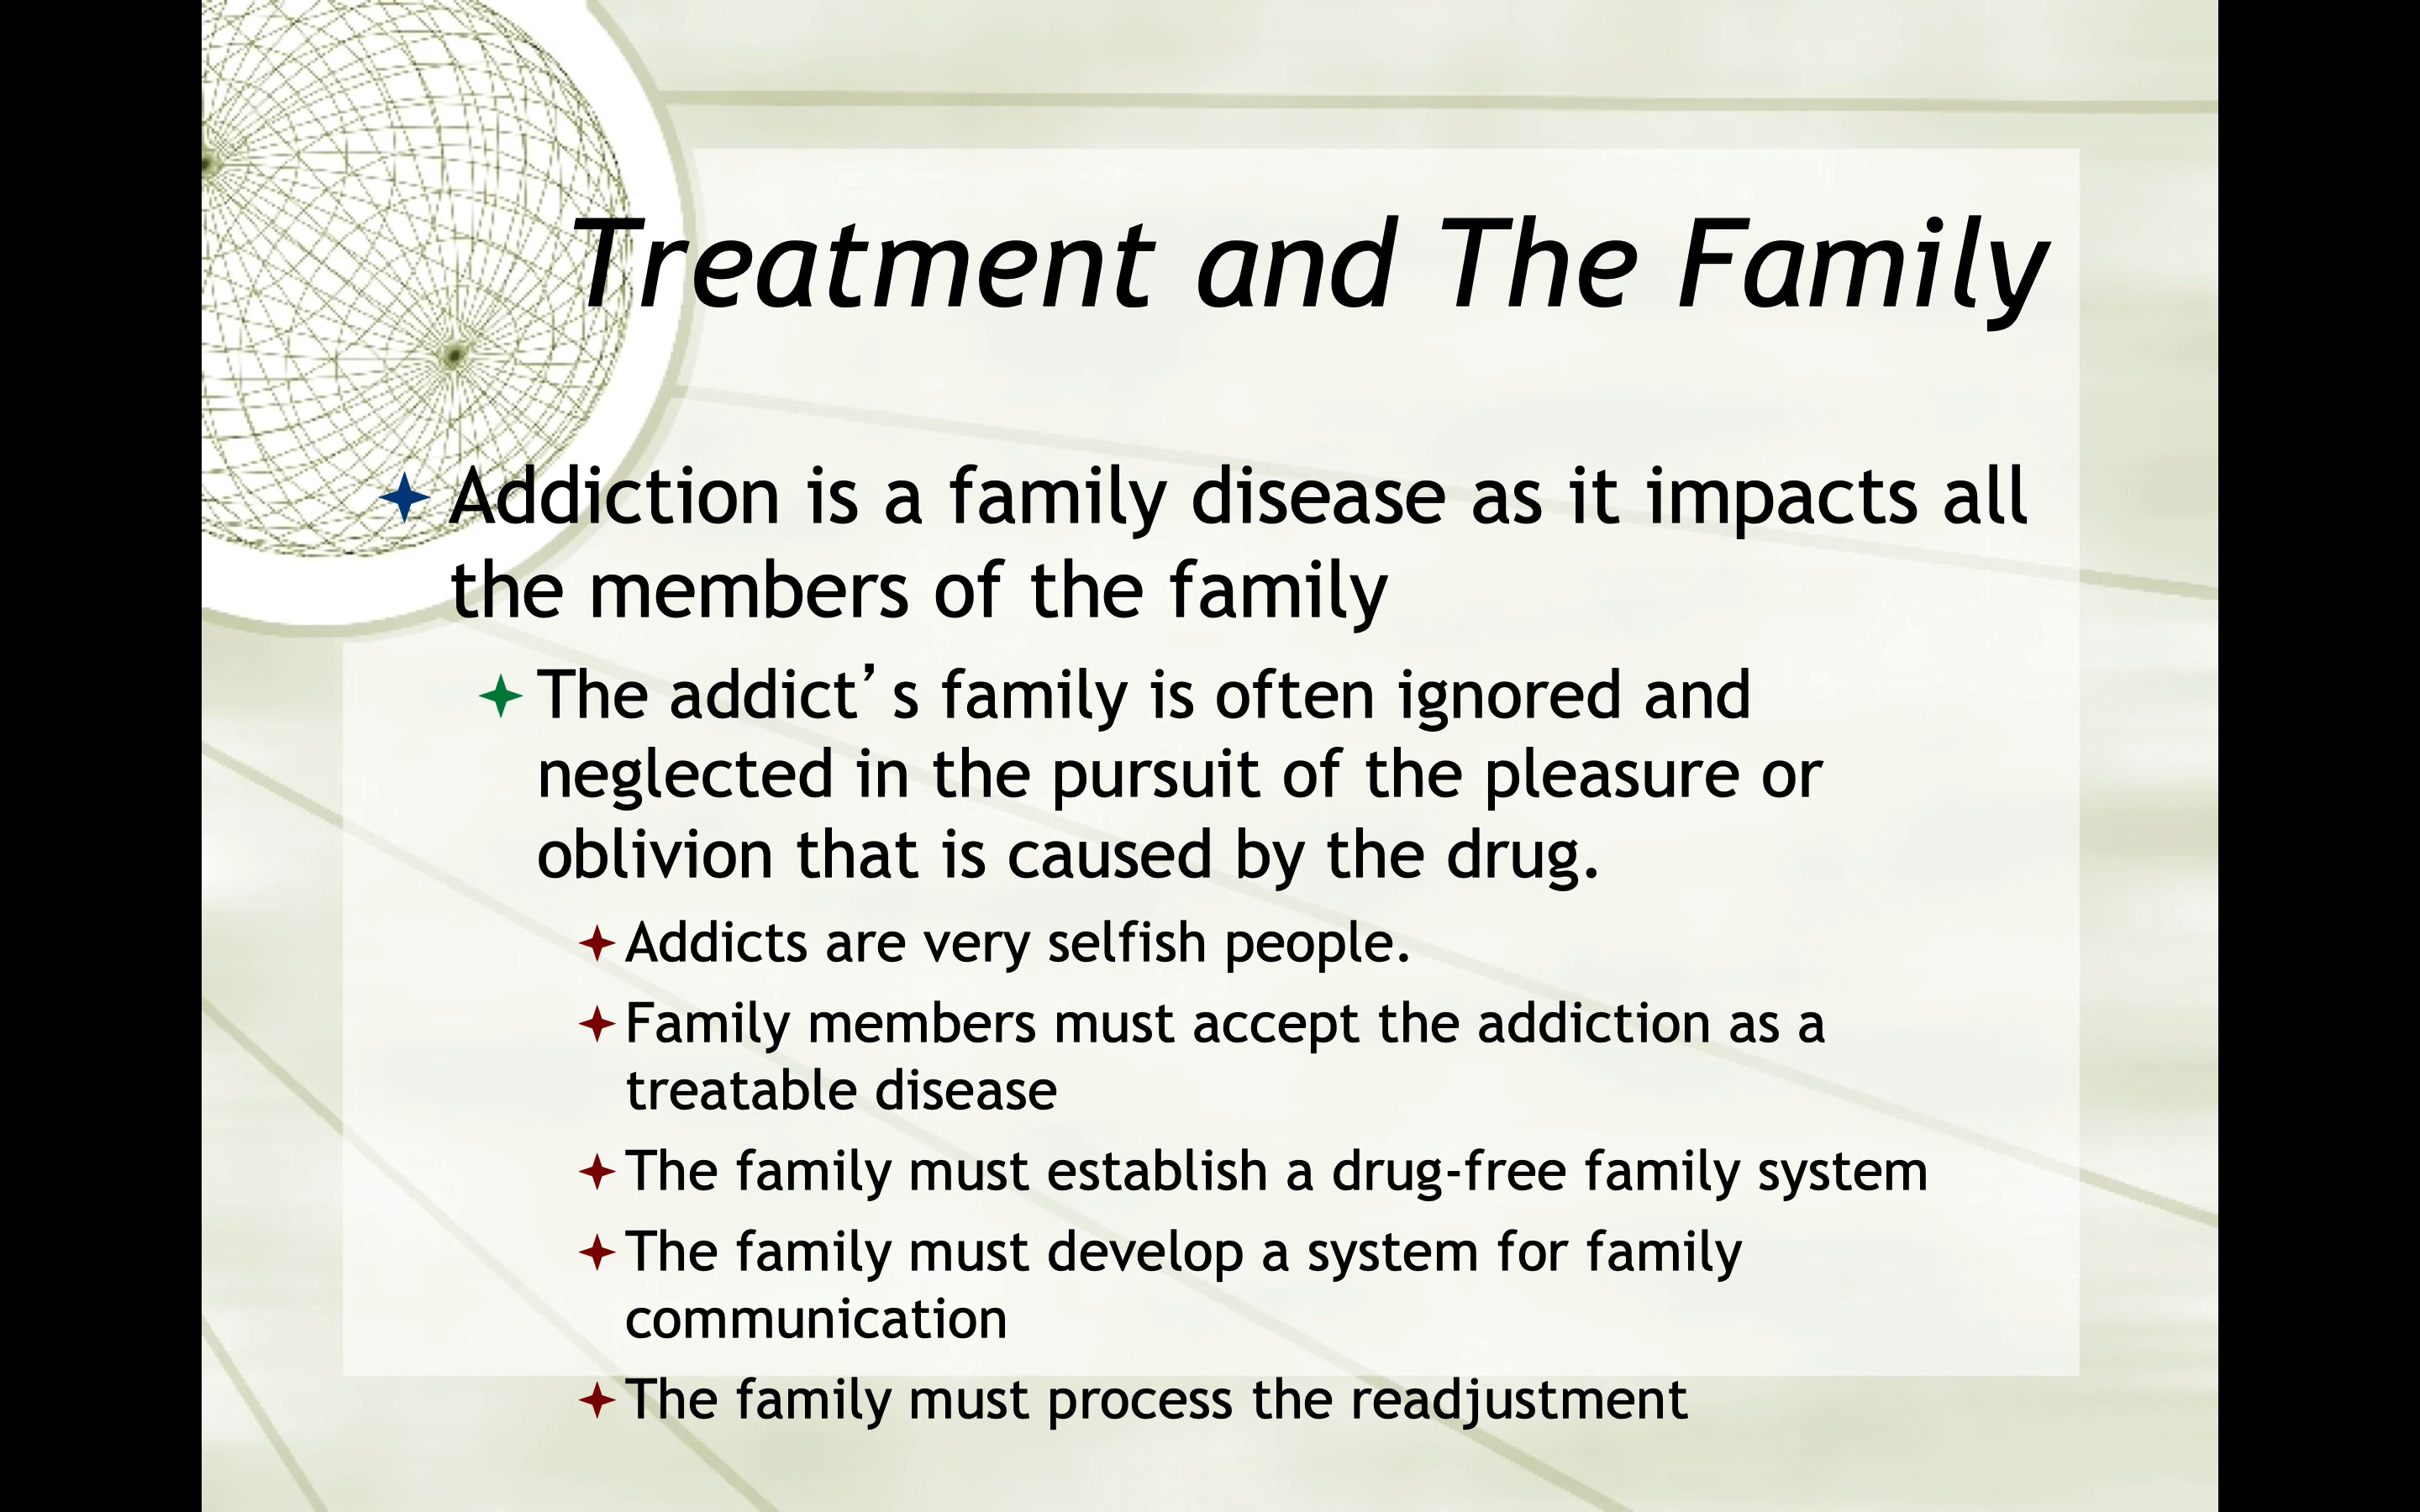 Treatment and The Family
Addiction is a family disease as it impacts all
the members of the family
The addict’s family is often ignored and
neglected in the pursuit of the pleasure or
oblivion that is caused by the drug.
Addicts are very selfish people.
Family members must accept the addiction as a
treatable disease
The family must establish a drug-free family system
The family must develop a system for family
communication
The family must process the readjustment